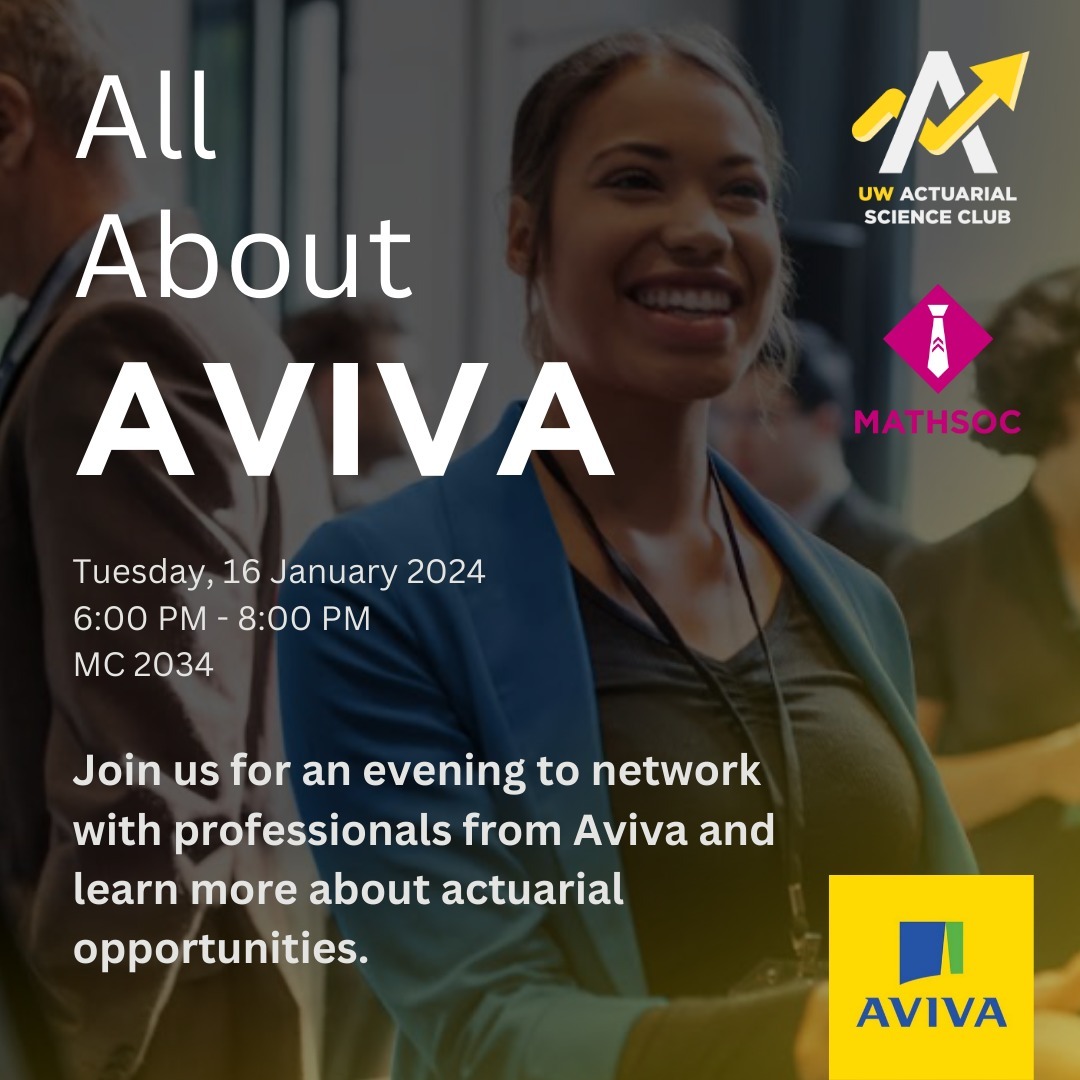 All
About
AVIVA
UW ACTUARIAL
SCIENCE CLUB
MATHSOC
Tuesday, 16 January 2024
6:00 PM - 8:00 PM
MC 2034
Join us for an evening to network
with professionals from Aviva and
learn more about actuarial
opportunities.
AVIVA